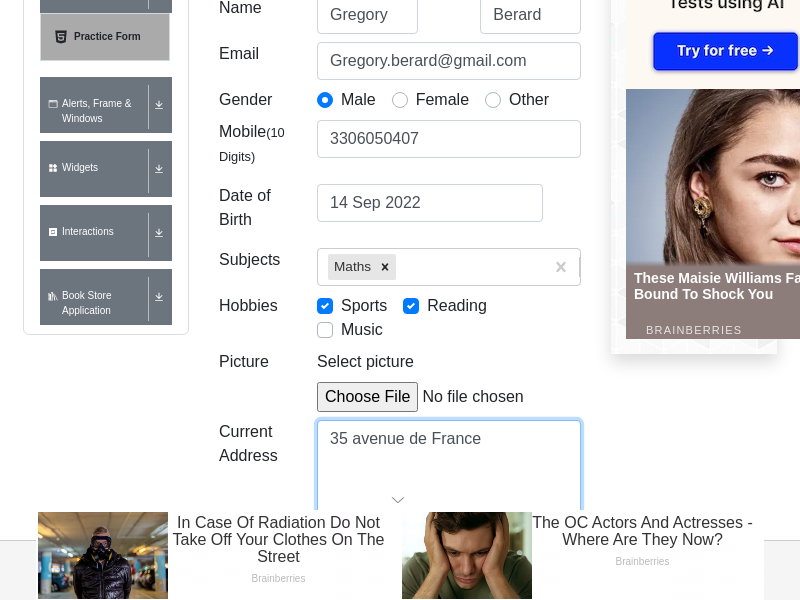 Name
Gregory
Berard
Tests using AI
Practice Form
Try for free →
Email
Gregory.berard@gmail.com
Gender
Male
Female
Other
Alerts, Frame &
Windows
Mobile(10
Digits)
3306050407
Widgets
Date of
Birth
14 Sep 2022
Interactions
Subjects
Maths
These Maisie Williams Fa
Bound To Shock You
BRAINBERRIES
Book Store
Application
Hobbies
Sports
Reading
Music
Picture
Select picture
Choose File No file chosen
Current
Address
35 avenue de France
In Case Of Radiation Do Not
Take Off Your Clothes On The
Street
Brainberries
The OC Actors And Actresses -
Where Are They Now?
Brainberries